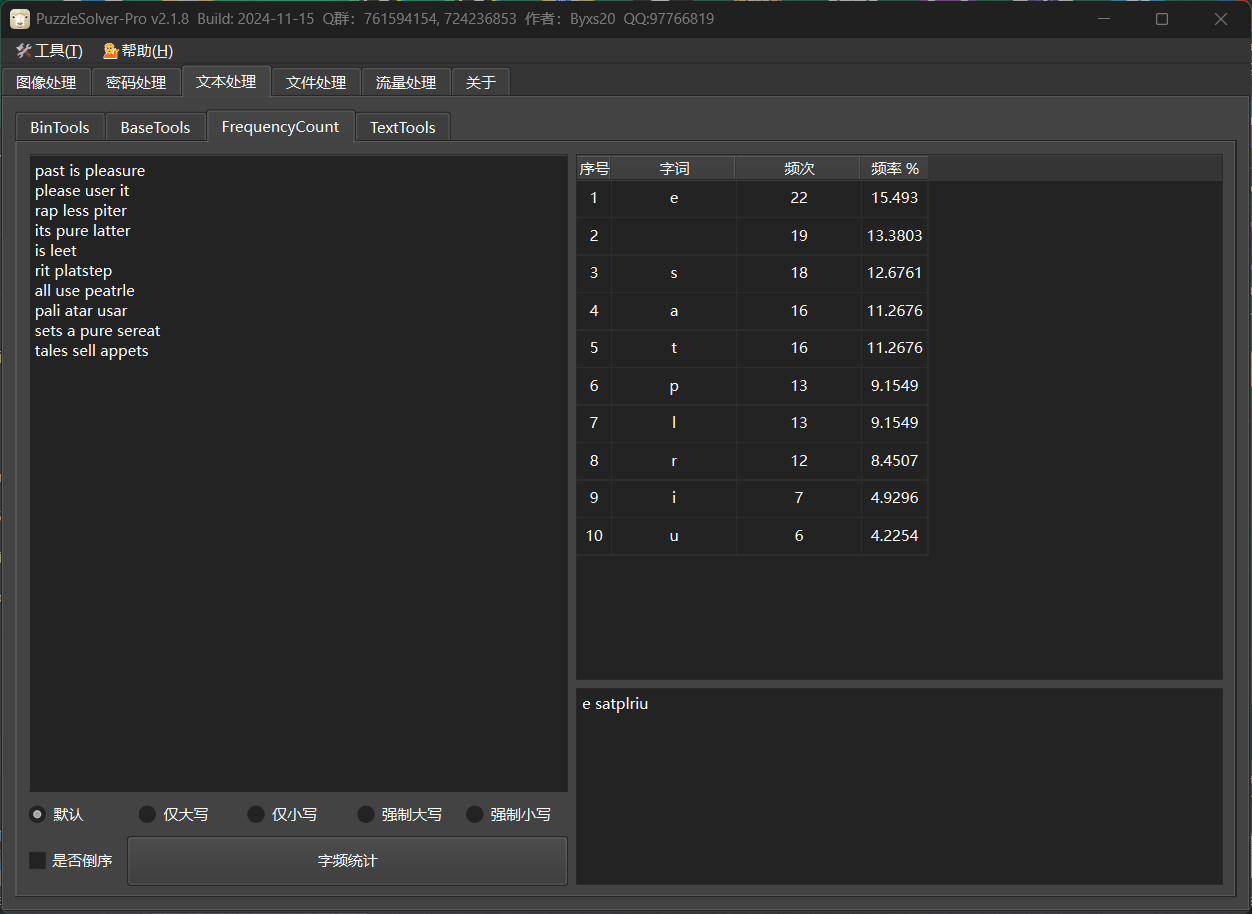 PuzzleSolver-Pro v2.1.8 Build: 2024-11-15 Q群：761594154, 724236853 作者：Byxs20 QQ:97766819
工具(T) 帮助(H)
图像处理 密码处理 文本处理 文件处理 流量处理 关于
BinTools BaseTools FrequencyCount TextTools
past is pleasure
please user it
rap less piter
its pure latter
is leet
rit platstep
all use peatrle
pali atar usar
sets a pure sereat
tales sell appets
序号 字词 频次 频率 %
1 e 22 15.493
2 19 13.3803
3 s 18 12.6761
4 a 16 11.2676
5 t 16 11.2676
6 p 13 9.1549
7 l 13 9.1549
8 r 12 8.4507
9 i 7 4.9296
10 u 6 4.2254
e satplriu
默认 仅大写 仅小写 强制大写 强制小写
是否倒序 字频统计